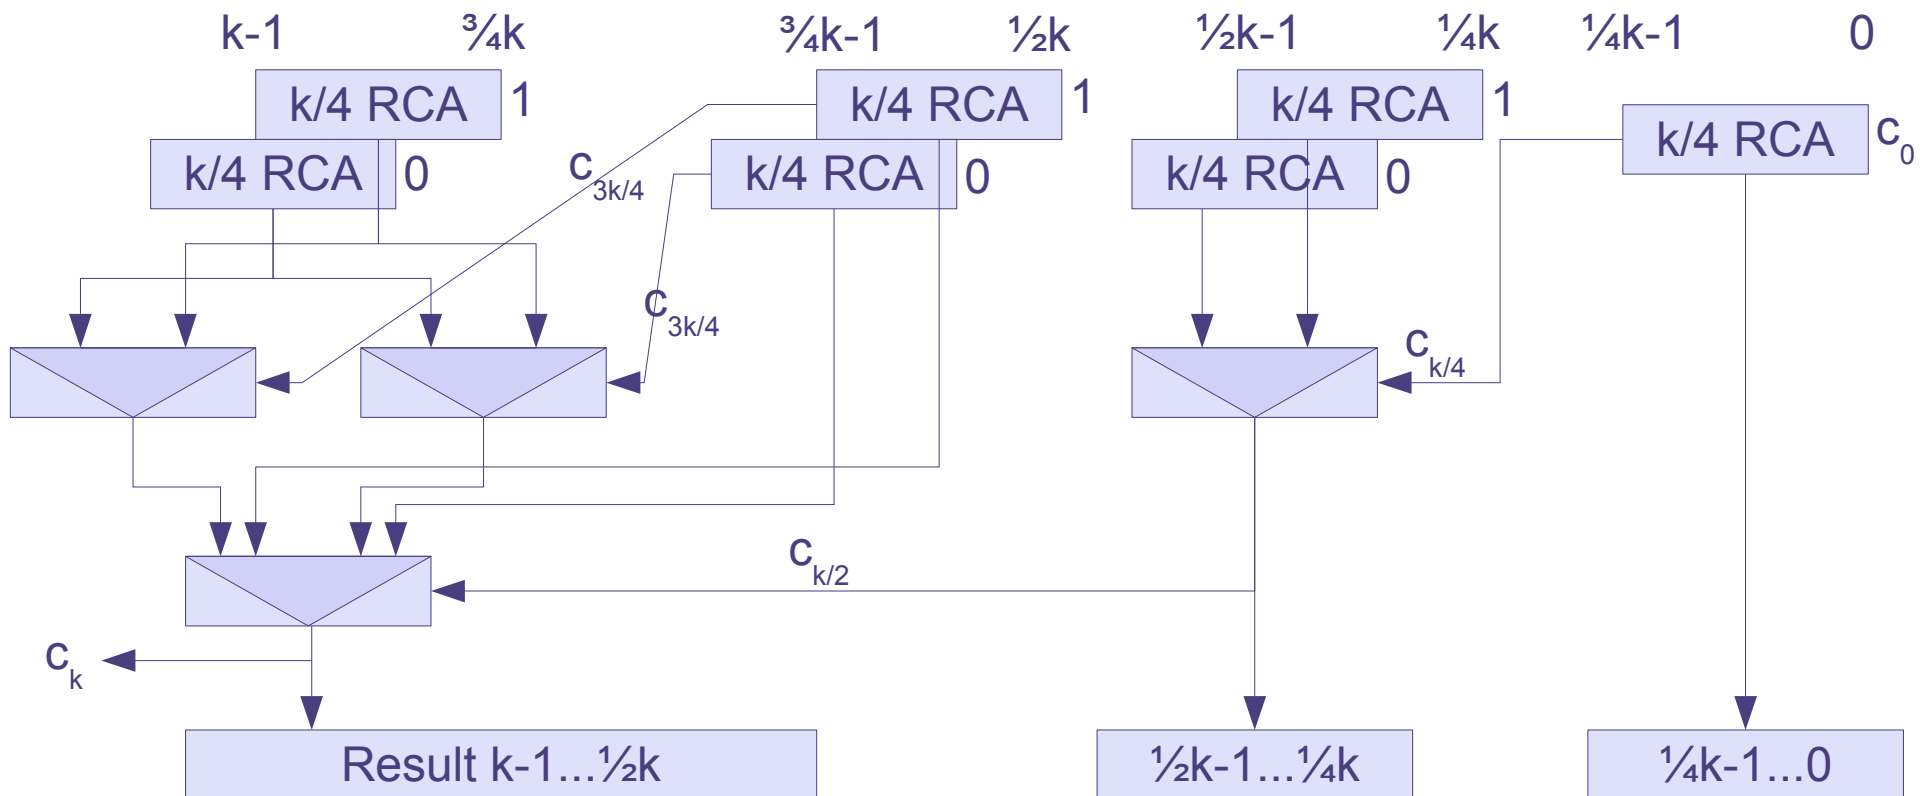 k-1 ¾k ¾k-1 ½k ½k-1 ¼k ¼k-1 0
k/4 RCA 1 k/4 RCA 1 k/4 RCA 1
k/4 RCA c0
k/4 RCA 0 k/4 RCA 0 k/4 RCA 0
c3k/4
c3k/4
ck/4
ck/2
ck
Result k-1...½k ½k-1...¼k ¼k-1...0